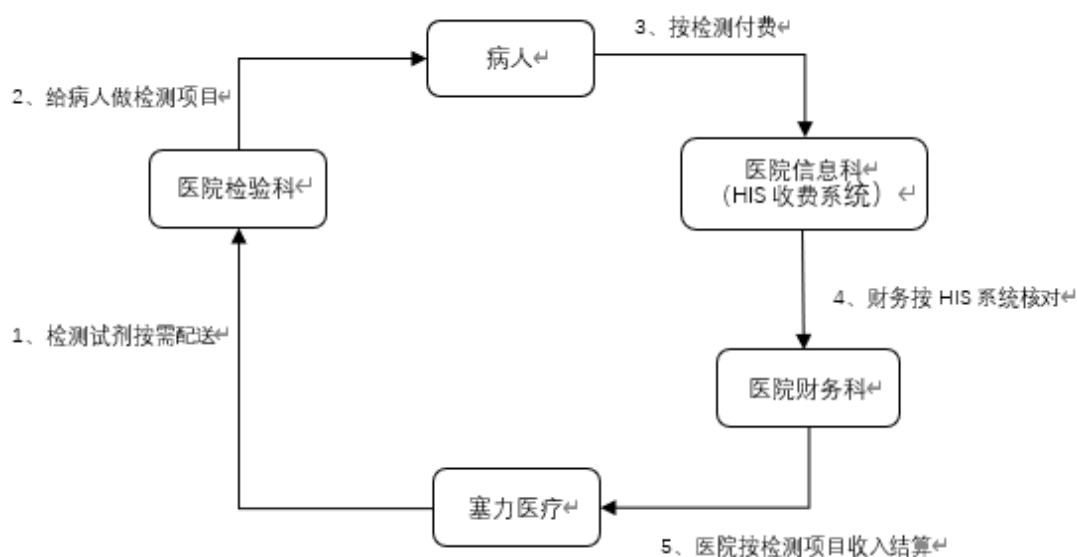 3、按检测付费
病人
2、给病人做检测项目
医院检验科
医院信息科
（HIS 收费系统）
4、财务按 HIS 系统核对
1、检测试剂按需配送
医院财务科
塞力医疗
5、医院按检测项目收入结算